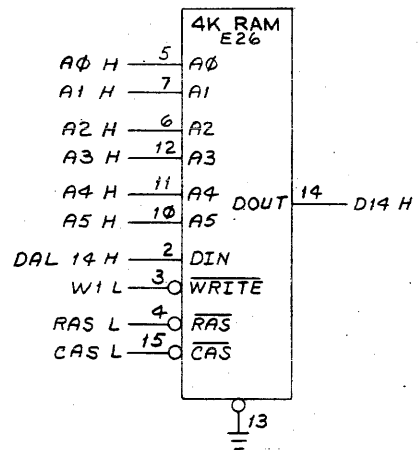 4K RAM
E26
AØ H 5 AØ
A1 H 7 A1
A2 H 6 A2
A3 H 12 A3
A4 H 11 A4
DOUT 14 D14 H
A5 H 1Ø A5
DAL 14 H 2 DIN
W1 L 3 WRITE
RAS L 4 RAS
CAS L 15 CAS
13